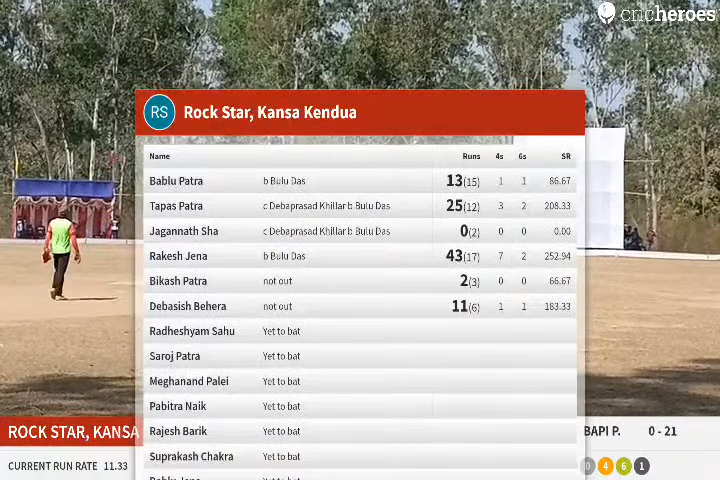 cricheroes
RS Rock Star, Kansa Kendua
Name Runs 4s 6s SR
Bablu Patra b Bulu Das 13(15) 1 1 86.67
Tapas Patra c Debaprasad Khillar b Bulu Das 25(12) 3 2 208.33
Jagannath Sha c Debaprasad Khillar b Bulu Das 0(2) 0 0 0.00
Rakesh Jena b Bulu Das 43(17) 7 2 252.94
Bikash Patra not out 2(3) 0 0 66.67
Debasish Behera not out 11(6) 1 1 183.33
Radheshyam Sahu Yet to bat
Saroj Patra Yet to bat
Meghanand Palei Yet to bat
Pabitra Naik Yet to bat
Rajesh Barik Yet to bat
Suprakash Chakra Yet to bat
ROCK STAR, KANSA BAPI P. 0 - 21
CURRENT RUN RATE 11.33 0 4 6 1